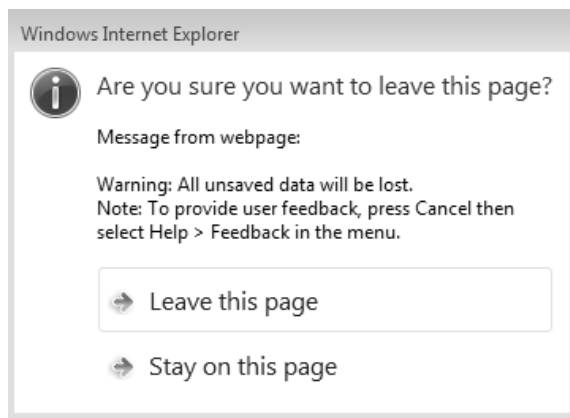 Windows Internet Explorer
Are you sure you want to leave this page?
Message from webpage:
Warning: All unsaved data will be lost.
Note: To provide user feedback, press Cancel then
select Help > Feedback in the menu.
Leave this page
Stay on this page